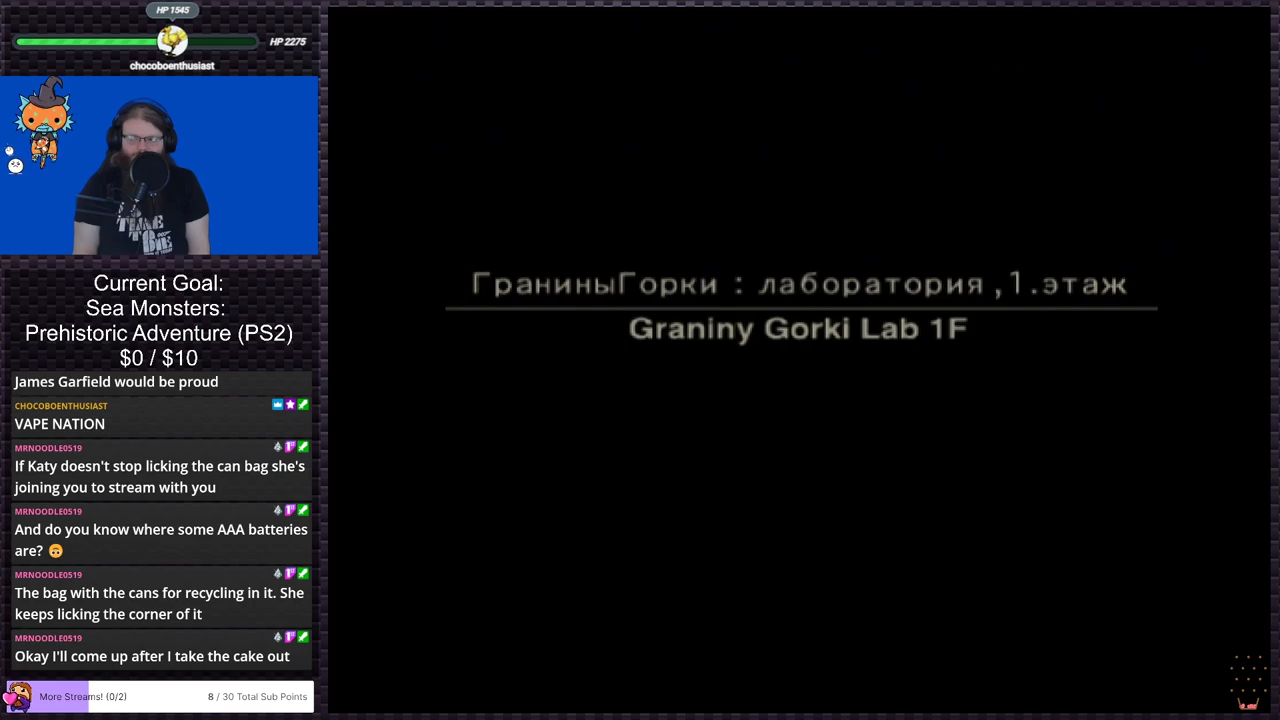 HP 1545
HP 2275
chocoboenthusiast
Current Goal:
Sea Monsters:
Prehistoric Adventure (PS2)
$0 / $10
James Garfield would be proud
CHOCOBOENTHUSIAST
VAPE NATION
MRNOODLE0519
If Katy doesn't stop licking the can bag she's
joining you to stream with you
MRNOODLE0519
And do you know where some AAA batteries
are? 🙃
MRNOODLE0519
The bag with the cans for recycling in it. She
keeps licking the corner of it
MRNOODLE0519
Okay I'll come up after I take the cake out
More Streams! (0/2)
8 / 30 Total Sub Points
ГраниныГорки : лаборатория ,1.этаж
Graniny Gorki Lab 1F